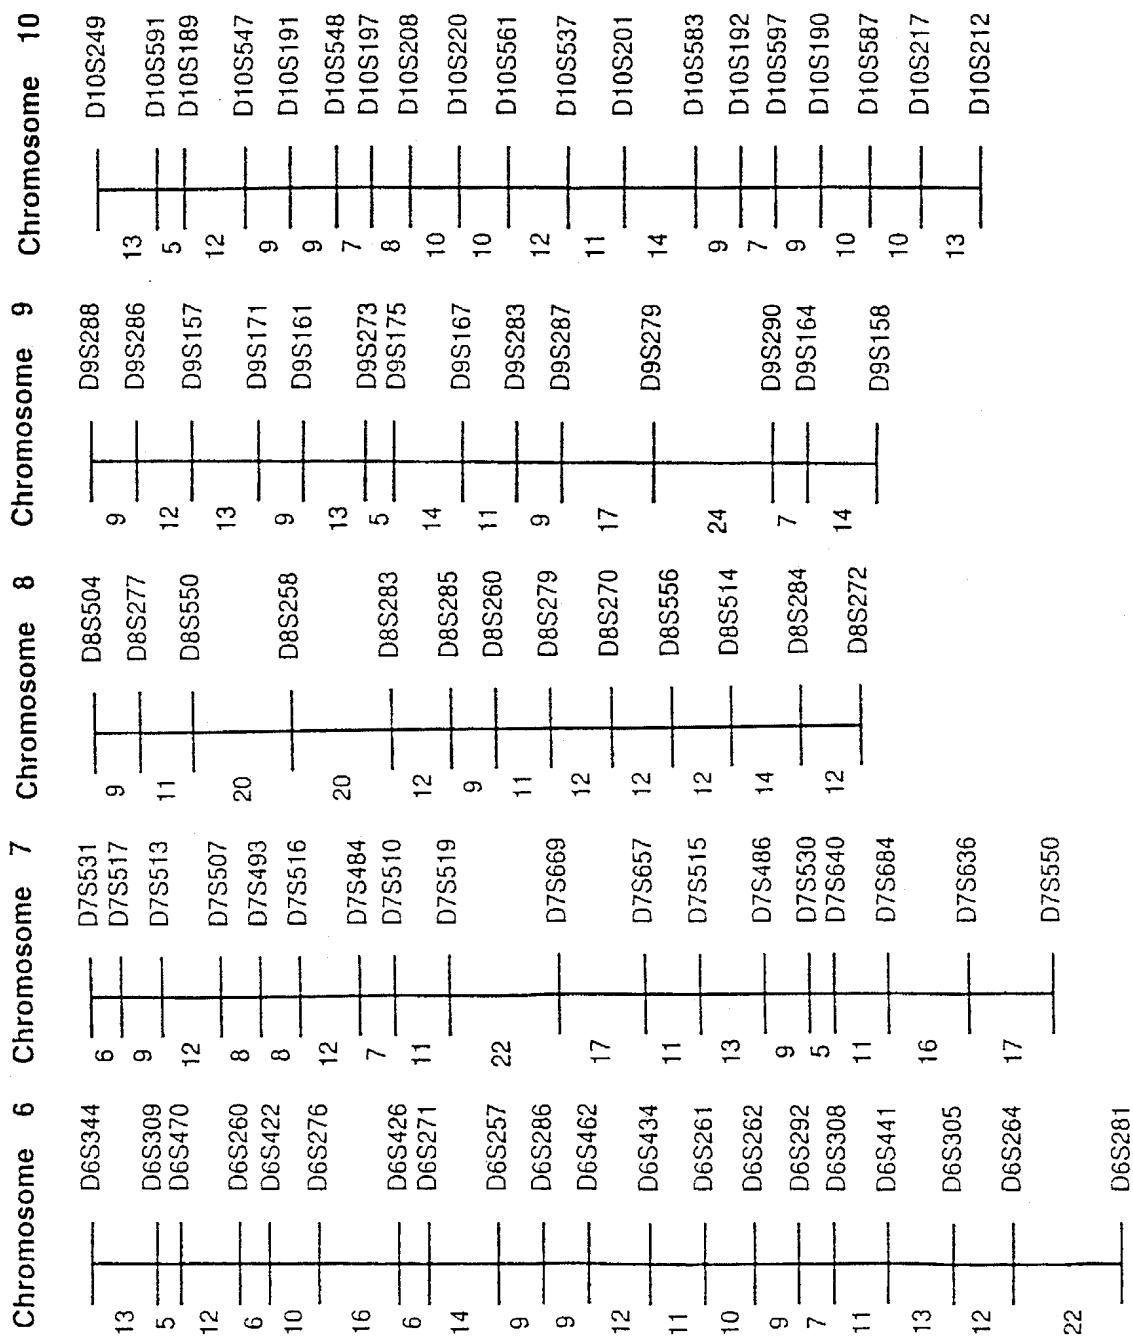 Chromosome 6
D6S344
13
D6S309
5
D6S470
12
D6S260
6
D6S422
10
D6S276
16
D6S426
6
D6S271
14
D6S257
9
D6S286
9
D6S462
12
D6S434
11
D6S261
10
D6S262
9
D6S292
7
D6S308
11
D6S441
13
D6S305
12
D6S264
22
D6S281
Chromosome 7
D7S531
6
D7S517
9
D7S513
12
D7S507
8
D7S493
8
D7S516
12
D7S484
7
D7S510
11
D7S519
22
D7S669
17
D7S657
11
D7S515
13
D7S486
9
D7S530
5
D7S640
11
D7S684
16
D7S636
17
D7S550
Chromosome 8
D8S504
9
D8S277
11
D8S550
20
D8S258
20
D8S283
12
D8S285
9
D8S260
11
D8S279
12
D8S270
12
D8S556
12
D8S514
14
D8S284
12
D8S272
Chromosome 9
D9S288
9
D9S286
12
D9S157
13
D9S171
9
D9S161
13
D9S273
5
D9S175
14
D9S167
11
D9S283
9
D9S287
17
D9S279
24
D9S290
7
D9S164
14
D9S158
Chromosome 10
D10S249
13
D10S591
5
D10S189
12
D10S547
9
D10S191
9
D10S548
7
D10S197
8
D10S208
10
D10S220
10
D10S561
12
D10S537
11
D10S201
14
D10S583
9
D10S192
7
D10S597
9
D10S190
10
D10S587
10
D10S217
13
D10S212